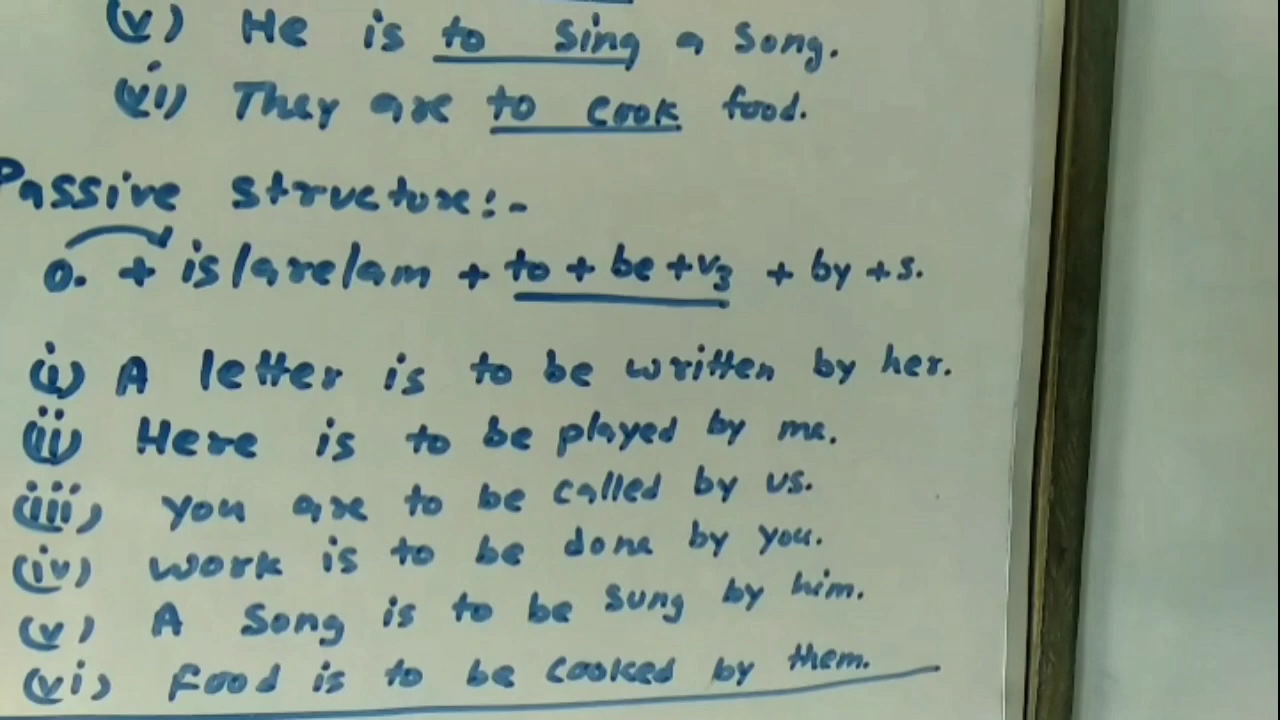 (v) He is to sing a song.
(vi) They are to cook food.
Passive structure:-
o. + is/are/am + to + be + v3 + by + s.
(i) A letter is to be written by her.
(ii) Here is to be played by me.
(iii) You are to be called by us.
(iv) work is to be done by you.
(v) A song is to be sung by him.
(vi) food is to be cooked by them.